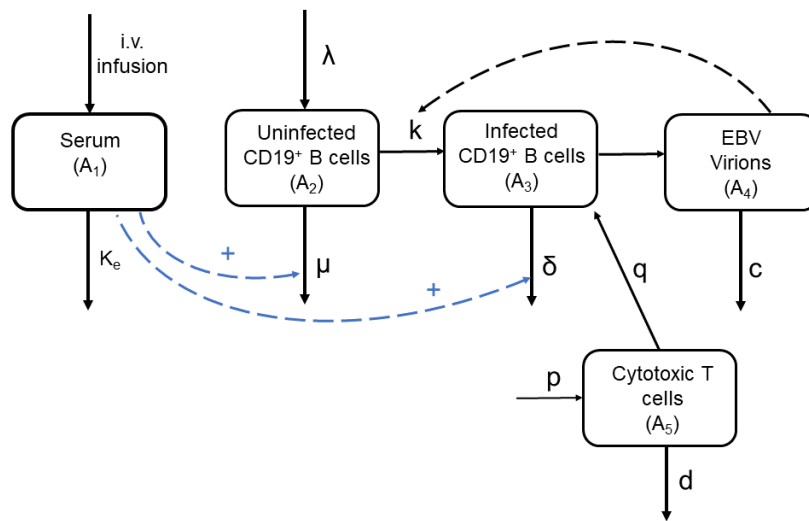 i.v.
infusion
λ
Serum
(A₁)
Uninfected
CD19⁺ B cells
(A₂)
k
Infected
CD19⁺ B cells
(A₃)
EBV
Virions
(A₄)
Kₑ
+
μ
+
δ
q
c
p
Cytotoxic T
cells
(A₅)
d